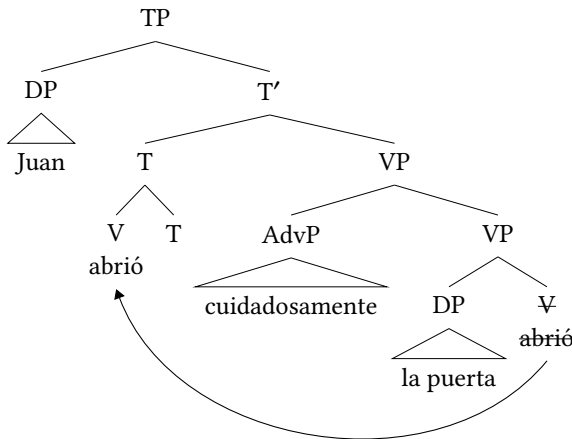 TP
DP T′
Juan T VP
V T AdvP VP
abrió cuidadosamente DP V
la puerta abrió